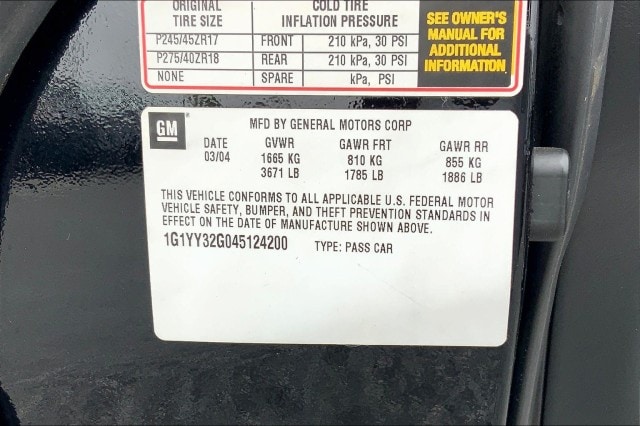 ORIGINAL TIRE SIZE COLD TIRE INFLATION PRESSURE
P245/45ZR17 FRONT 210 kPa, 30 PSI
P275/40ZR18 REAR 210 kPa, 30 PSI
NONE SPARE kPa, PSI
SEE OWNER'S
MANUAL FOR
ADDITIONAL
INFORMATION
GM
MFD BY GENERAL MOTORS CORP
DATE GVWR GAWR FRT GAWR RR
03/04 1665 KG 810 KG 855 KG
3671 LB 1785 LB 1886 LB
THIS VEHICLE CONFORMS TO ALL APPLICABLE U.S. FEDERAL MOTOR
VEHICLE SAFETY, BUMPER, AND THEFT PREVENTION STANDARDS IN
EFFECT ON THE DATE OF MANUFACTURE SHOWN ABOVE.
1G1YY32G045124200 TYPE: PASS CAR